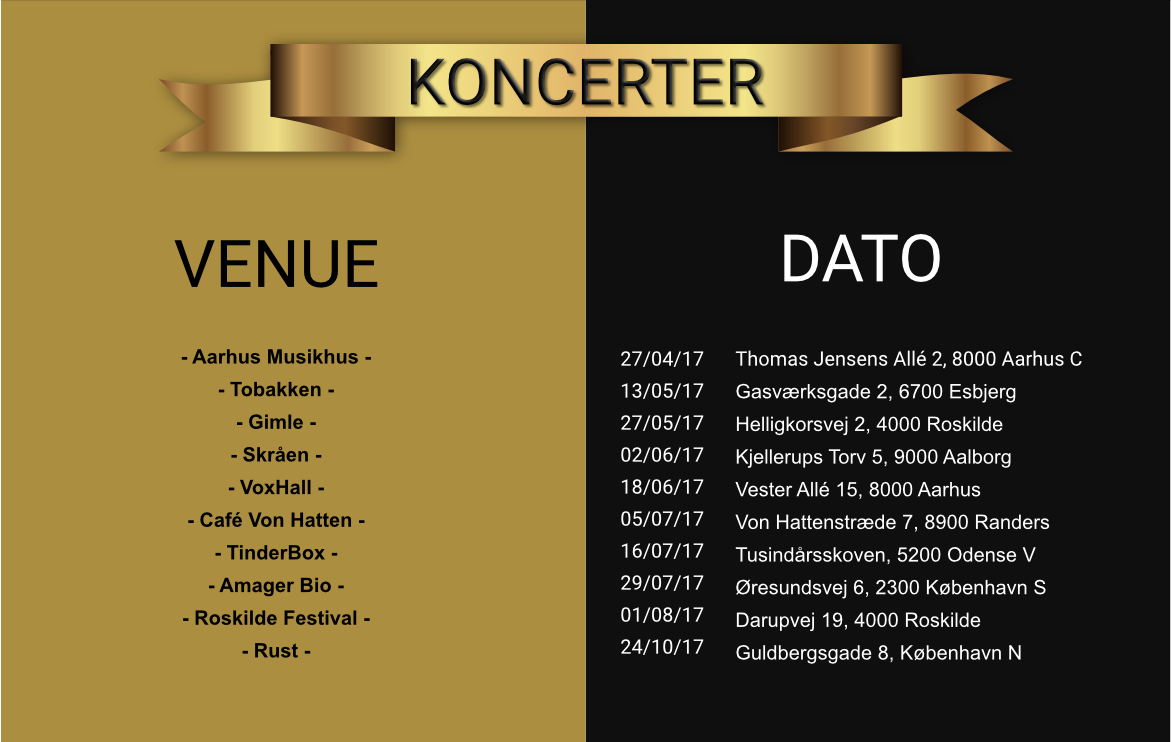 KONCERTER
VENUE
- Aarhus Musikhus -
- Tobakken -
- Gimle -
- Skråen -
- VoxHall -
- Café Von Hatten -
- TinderBox -
- Amager Bio -
- Roskilde Festival -
- Rust -
DATO
27/04/17 Thomas Jensens Allé 2, 8000 Aarhus C
13/05/17 Gasværksgade 2, 6700 Esbjerg
27/05/17 Helligkorsvej 2, 4000 Roskilde
02/06/17 Kjellerups Torv 5, 9000 Aalborg
18/06/17 Vester Allé 15, 8000 Aarhus
05/07/17 Von Hattenstræde 7, 8900 Randers
16/07/17 Tusindårsskoven, 5200 Odense V
29/07/17 Øresundsvej 6, 2300 København S
01/08/17 Darupvej 19, 4000 Roskilde
24/10/17 Guldbergsgade 8, København N